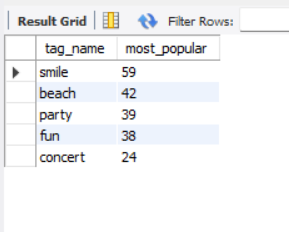 Result Grid Filter Rows:
tag_name most_popular
smile 59
beach 42
party 39
fun 38
concert 24